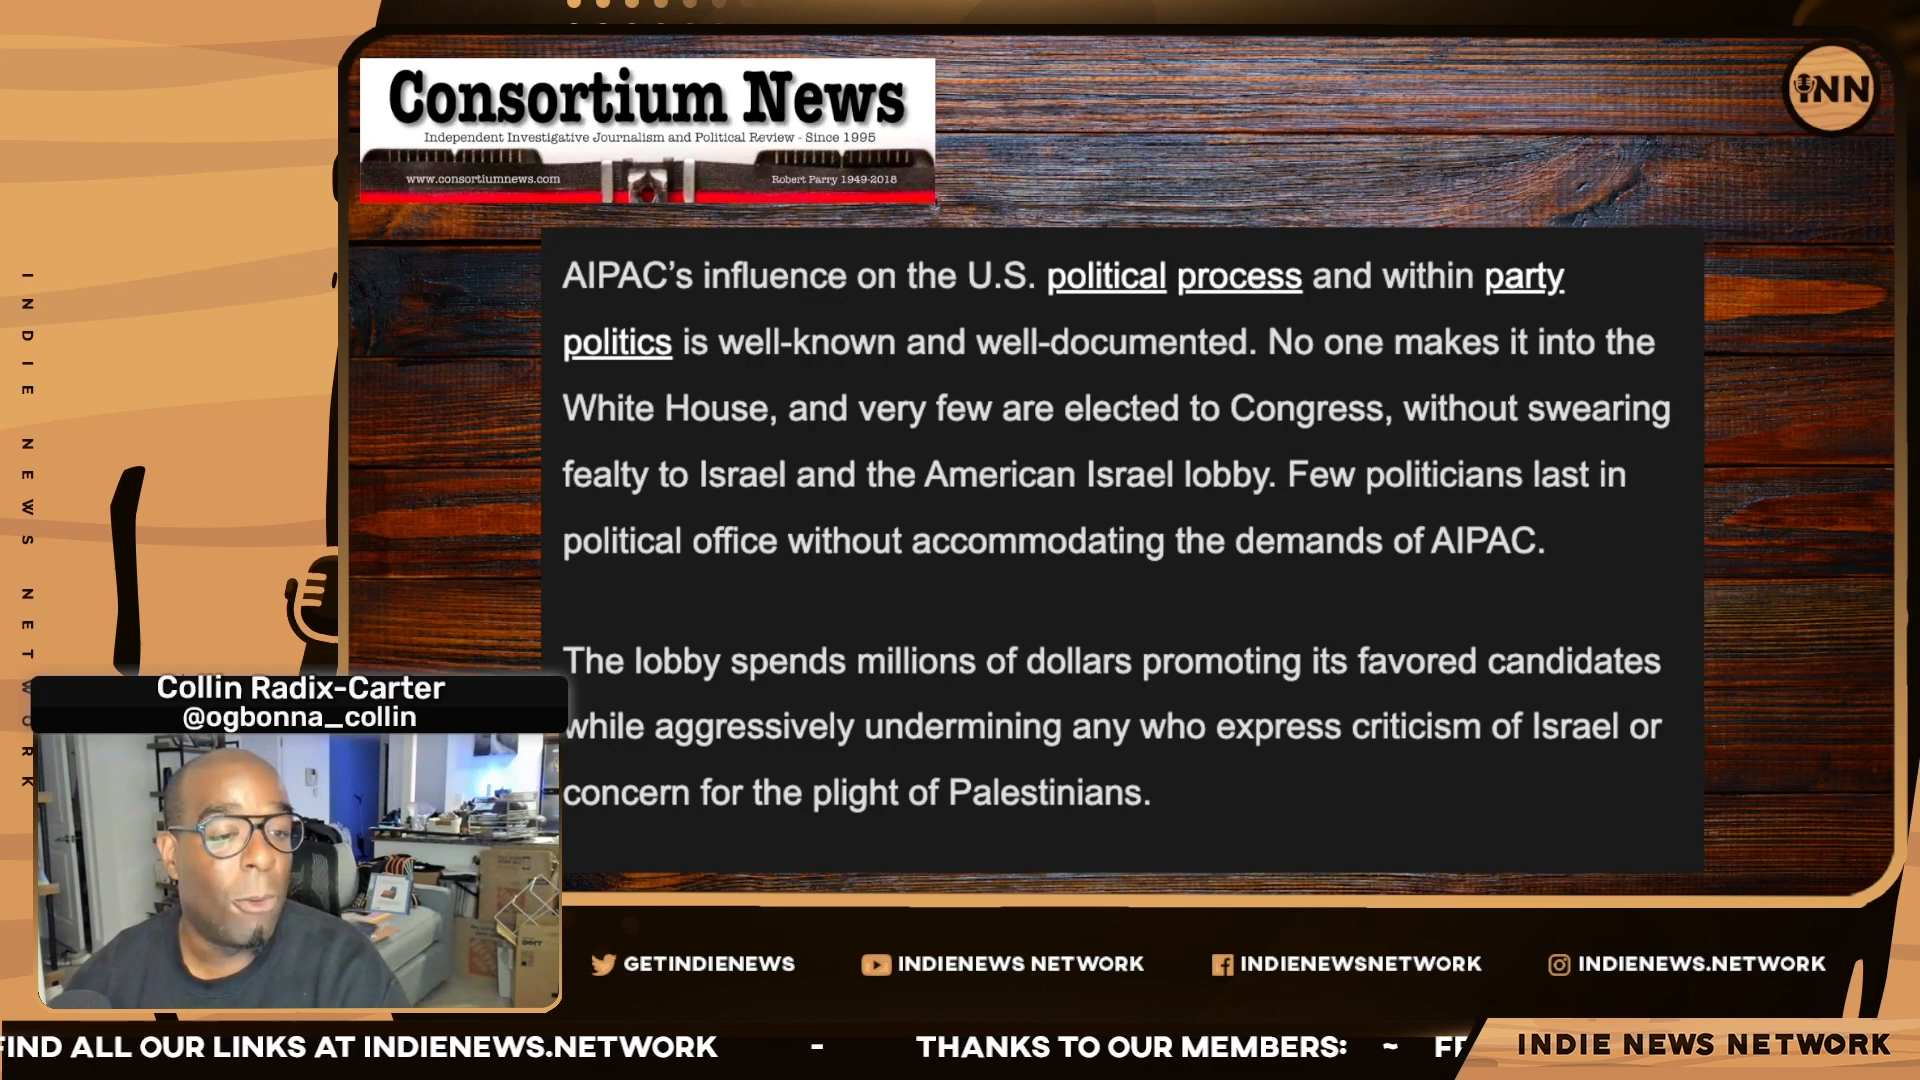 Consortium News
Independent Investigative Journalism and Political Review - Since 1995
www.consortiumnews.com
Robert Parry 1949-2018
iNN
AIPAC’s influence on the U.S. political process and within party
politics is well-known and well-documented. No one makes it into the
White House, and very few are elected to Congress, without swearing
fealty to Israel and the American Israel lobby. Few politicians last in
political office without accommodating the demands of AIPAC.
The lobby spends millions of dollars promoting its favored candidates
while aggressively undermining any who express criticism of Israel or
concern for the plight of Palestinians.
INDIE NEWS NETWORK
Collin Radix-Carter
@ogbonna_collin
GETINDIENEWS
INDIENEWS NETWORK
INDIENEWSNETWORK
INDIENEWS.NETWORK
FIND ALL OUR LINKS AT INDIENEWS.NETWORK - THANKS TO OUR MEMBERS: ~
INDIE NEWS NETWORK